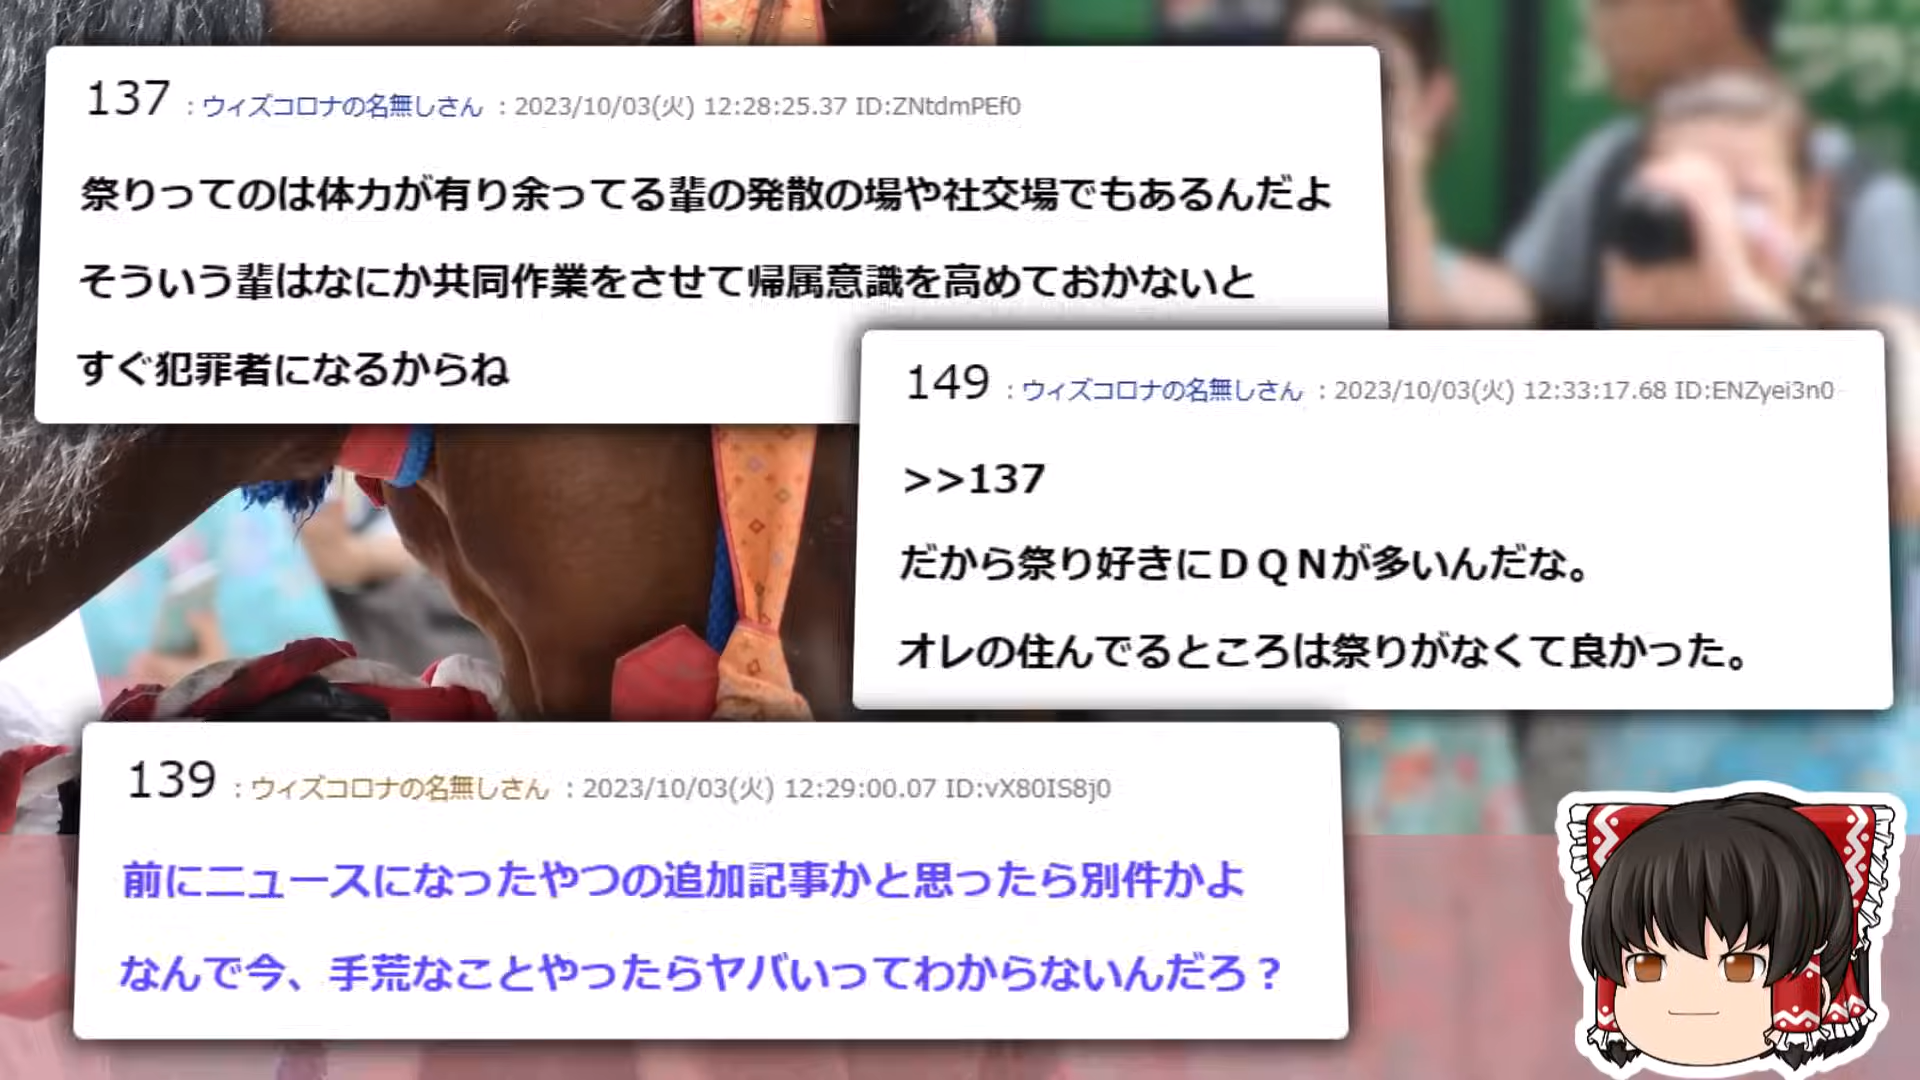 137 : ウィズコロナの名無しさん : 2023/10/03(火) 12:28:25.37 ID:ZNtdmPEf0
祭りってのは体力が有り余ってる輩の発散の場や社交場でもあるんだよ
そういう輩はなにか共同作業をさせて帰属意識を高めておかないと
すぐ犯罪者になるからね
149 : ウィズコロナの名無しさん : 2023/10/03(火) 12:33:17.68 ID:ENZyei3n0
>>137
だから祭り好きにＤＱＮが多いんだな。
オレの住んでるところは祭りがなくて良かった。
139 : ウィズコロナの名無しさん : 2023/10/03(火) 12:29:00.07 ID:vX80IS8j0
前にニュースになったやつの追加記事かと思ったら別件かよ
なんで今、手荒なことやったらヤバいってわからないんだろ？